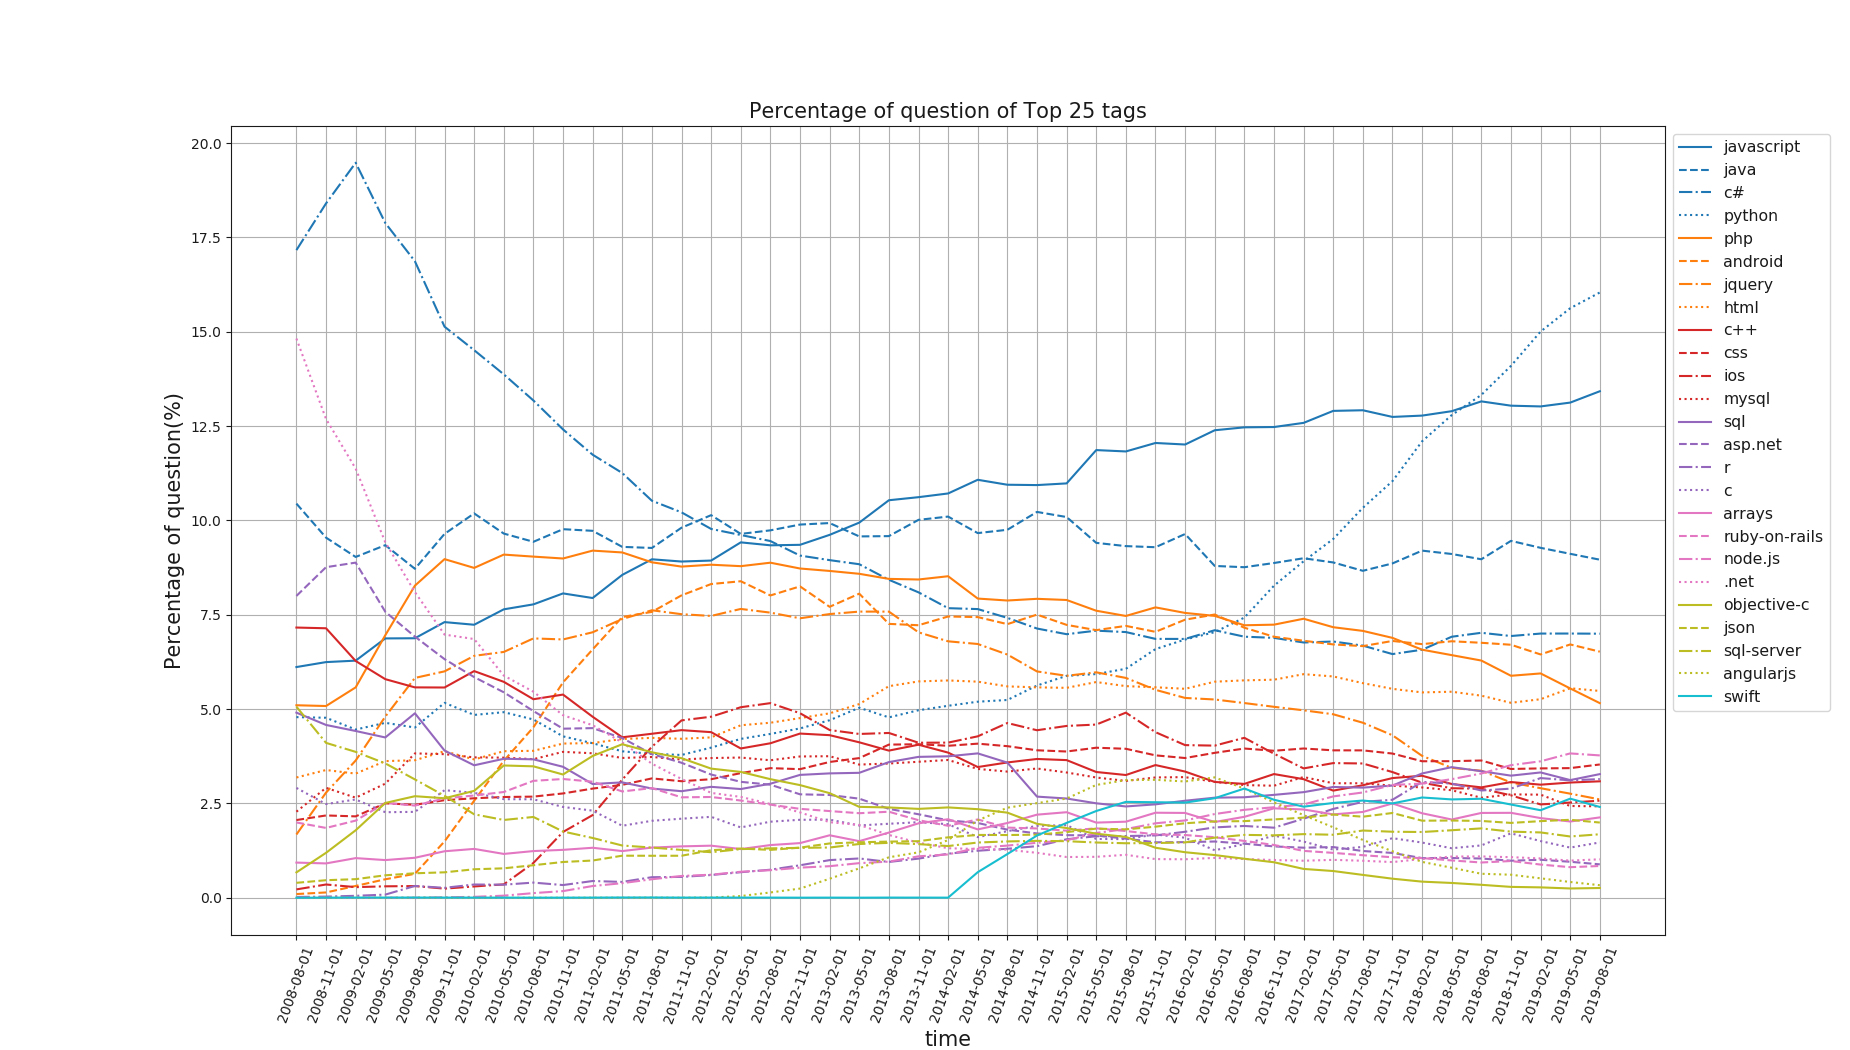 Percentage of question of Top 25 tags
Percentage of question(%)
20.0
17.5
15.0
12.5
10.0
7.5
5.0
2.5
0.0
javascript
java
c#
python
php
android
jquery
html
c++
css
ios
mysql
sql
asp.net
r
c
arrays
ruby-on-rails
node.js
.net
objective-c
json
sql-server
angularjs
swift
2008-08-01
2008-11-01
2009-02-01
2009-05-01
2009-08-01
2009-11-01
2010-02-01
2010-05-01
2010-08-01
2010-11-01
2011-02-01
2011-05-01
2011-08-01
2011-11-01
2012-02-01
2012-05-01
2012-08-01
2012-11-01
2013-02-01
2013-05-01
2013-08-01
2013-11-01
2014-02-01
2014-05-01
2014-08-01
2014-11-01
2015-02-01
2015-05-01
2015-08-01
2015-11-01
2016-02-01
2016-05-01
2016-08-01
2016-11-01
2017-02-01
2017-05-01
2017-08-01
2017-11-01
2018-02-01
2018-05-01
2018-08-01
2018-11-01
2019-02-01
2019-05-01
2019-08-01
time